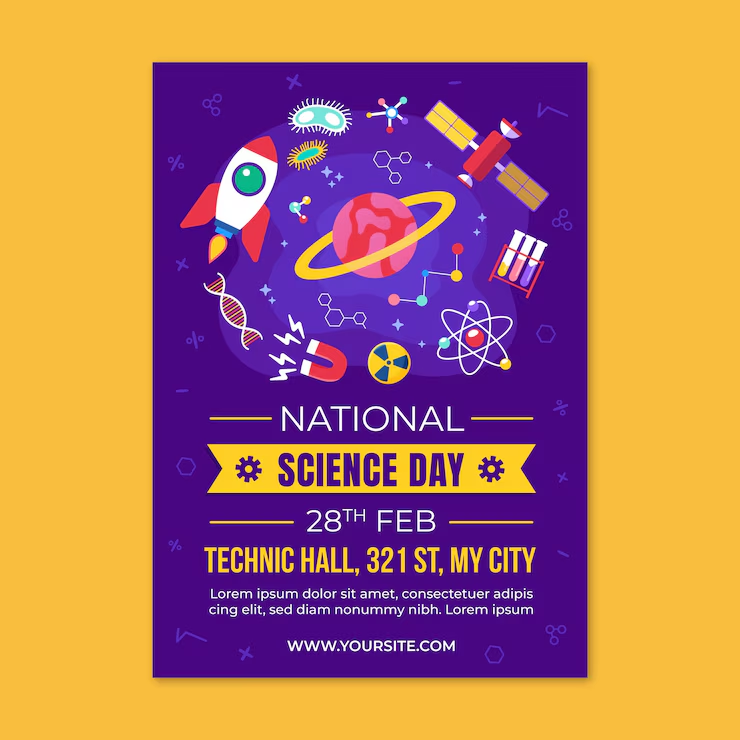 NATIONAL
SCIENCE DAY
28TH FEB
TECHNIC HALL, 321 ST, MY CITY
Lorem ipsum dolor sit amet, consectetuer adipis
cing elit, sed diam nonummy nibh. Lorem ipsum
WWW.YOURSITE.COM